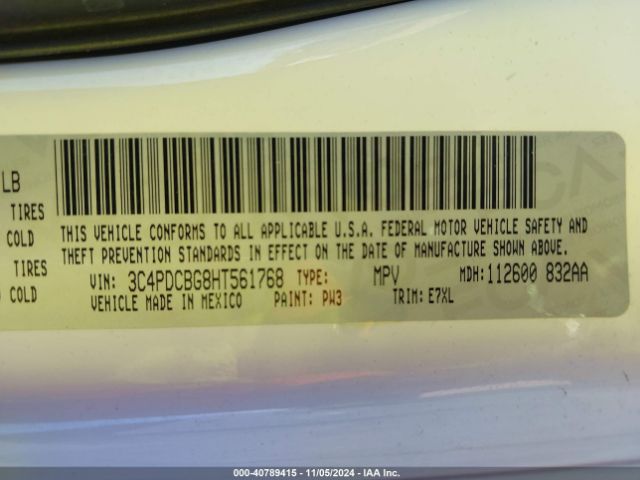 LB
TIRES
COLD
TIRES
COLD
THIS VEHICLE CONFORMS TO ALL APPLICABLE U.S.A. FEDERAL MOTOR VEHICLE SAFETY AND
THEFT PREVENTION STANDARDS IN EFFECT ON THE DATE OF MANUFACTURE SHOWN ABOVE.
VIN: 3C4PDCBG8HT561768 TYPE: MPV MDH: 112600 832AA
VEHICLE MADE IN MEXICO PAINT: PW3 TRIM: E7XL
000-40789415 - 11/05/2024 - IAA Inc.